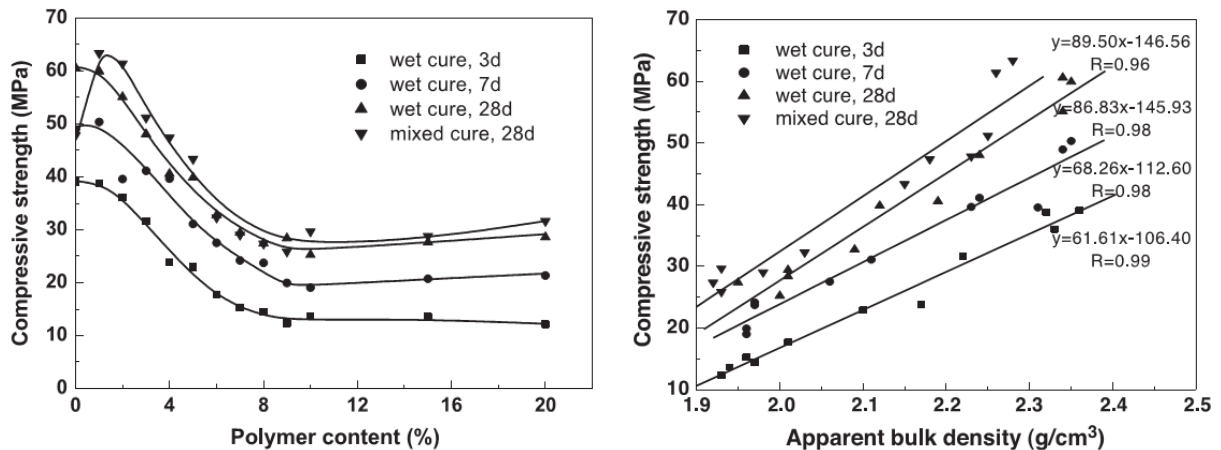 70
60
50
40
30
20
10
0
Compressive strength (MPa)
wet cure, 3d
wet cure, 7d
wet cure, 28d
mixed cure, 28d
0 4 8 12 16 20
Polymer content (%)
70
60
50
40
30
20
10
Compressive strength (MPa)
wet cure, 3d
wet cure, 7d
wet cure, 28d
mixed cure, 28d
y=89.50x-146.56
R=0.96
y=86.83x-145.93
R=0.98
y=68.26x-112.60
R=0.98
y=61.61x-106.40
R=0.99
1.9 2.0 2.1 2.2 2.3 2.4 2.5
Apparent bulk density (g/cm³)